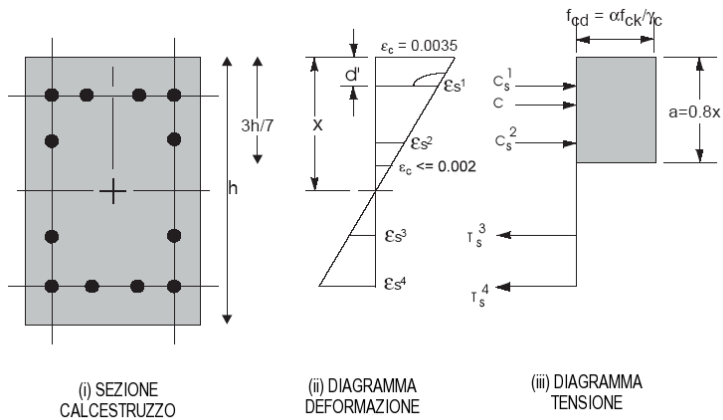 f_cd = αf_ck/γ_c
ε_c = 0.0035
d'
ε_s^1
C_s^1
C
a=0.8x
3h/7
x
ε_s^2
C_s^2
ε_c <= 0.002
h
ε_s^3
T_s^3
ε_s^4
T_s^4
(i) SEZIONE
CALCESTRUZZO
(ii) DIAGRAMMA
DEFORMAZIONE
(iii) DIAGRAMMA
TENSIONE